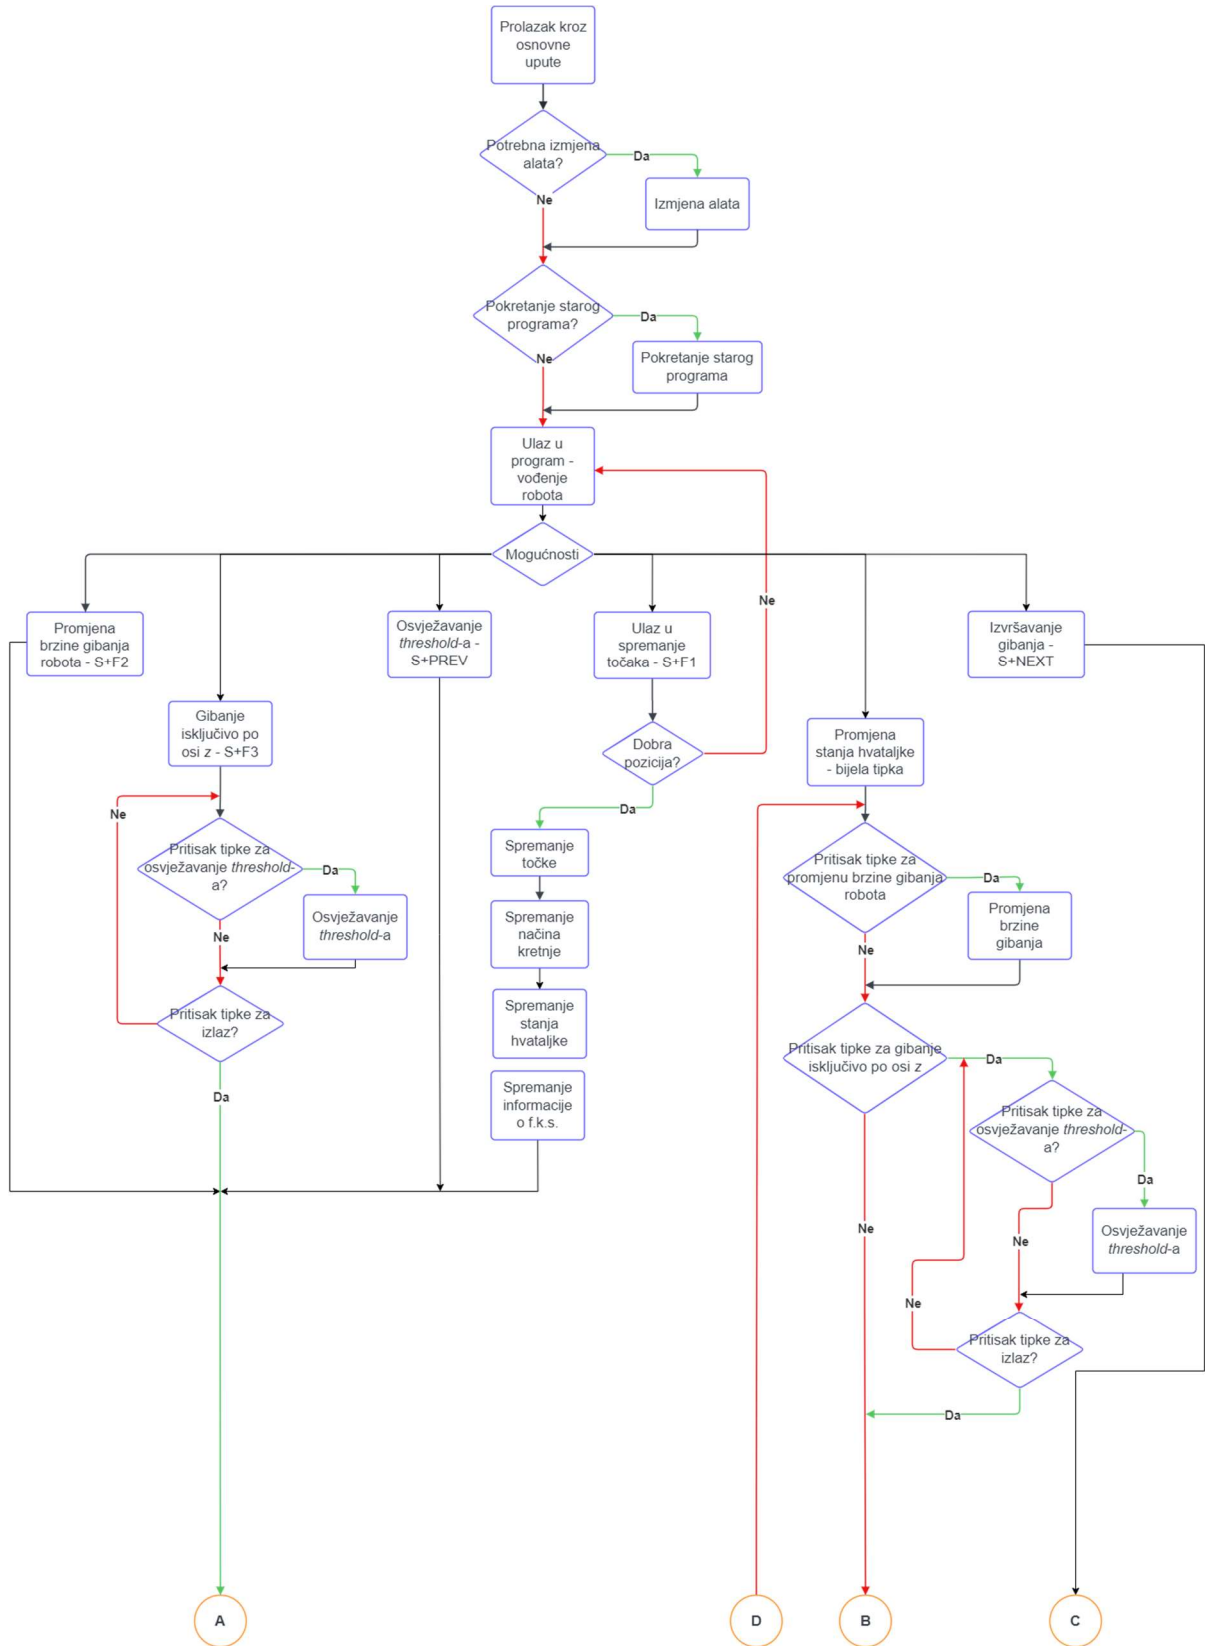 Prolazak kroz
osnovne
upute
Potrebna izmjena
alata?
Da
Izmjena alata
Ne
Pokretanje starog
programa?
Da
Pokretanje starog
programa
Ne
Ulaz u
program -
vođenje
robota
Mogućnosti
Ne
Promjena
brzine gibanja
robota - S+F2
Osvježavanje
threshold-a -
S+PREV
Ulaz u
spremanje
točaka - S+F1
Izvršavanje
gibanja -
S+NEXT
Gibanje
isključivo po
osi z - S+F3
Dobra
pozicija?
Da
Promjena
stanja hvataljke
- bijela tipka
Ne
Pritisak tipke za
osvježavanje threshold-
a?
Da
Osvježavanje
threshold-a
Ne
Pritisak tipke za
izlaz?
Da
Spremanje
točke
Spremanje
načina
kretnje
Spremanje
stanja
hvataljke
Spremanje
informacije
o f.k.s.
Pritisak tipke za
promjenu brzine gibanja
robota
Da
Promjena
brzine
gibanja
Ne
Pritisak tipke za gibanje
isključivo po osi z
Da
Pritisak tipke za
osvježavanje threshold-
a?
Da
Osvježavanje
threshold-a
Ne
Ne
Ne
Pritisak tipke za
izlaz?
Da
A
D
B
C